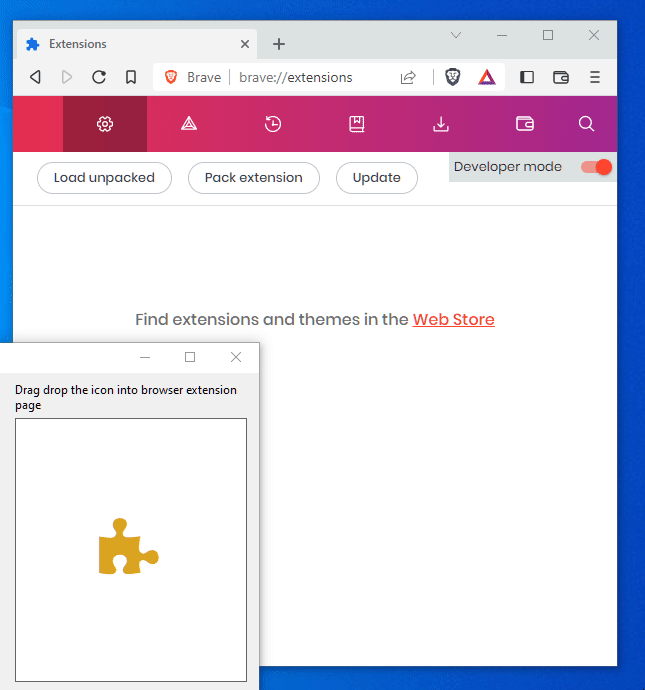 Extensions
Brave brave://extensions
Load unpacked Pack extension Update Developer mode
Find extensions and themes in the Web Store
Drag drop the icon into browser extension
page